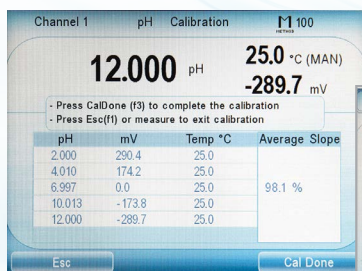 Channel 1 pH Calibration M 100
METHOD
12.000 pH 25.0 °C (MAN)
-289.7 mV
- Press CalDone (f3) to complete the calibration
- Press Esc(f1) or measure to exit calibration
pH mV Temp °C Average Slope
2.000 290.4 25.0
4.010 174.2 25.0
6.997 0.0 25.0 98.1 %
10.013 -173.8 25.0
12.000 -289.7 25.0
Esc Cal Done